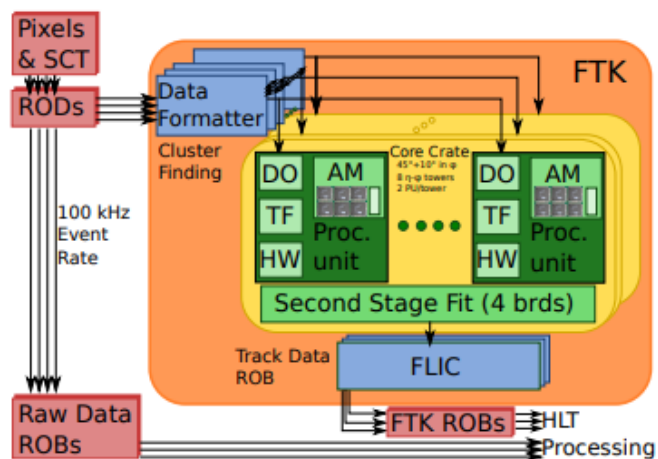 Pixels
& SCT
RODs
Data
Formatter
Cluster
Finding
FTK
100 kHz
Event
Rate
Core Crate
45°+10° in φ
8 η-φ towers
2 PU/tower
DO
TF
HW
AM
Proc.
unit
DO
TF
HW
AM
Proc.
unit
Second Stage Fit (4 brds)
Track Data
ROB
FLIC
Raw Data
ROBs
FTK ROBs
HLT
Processing